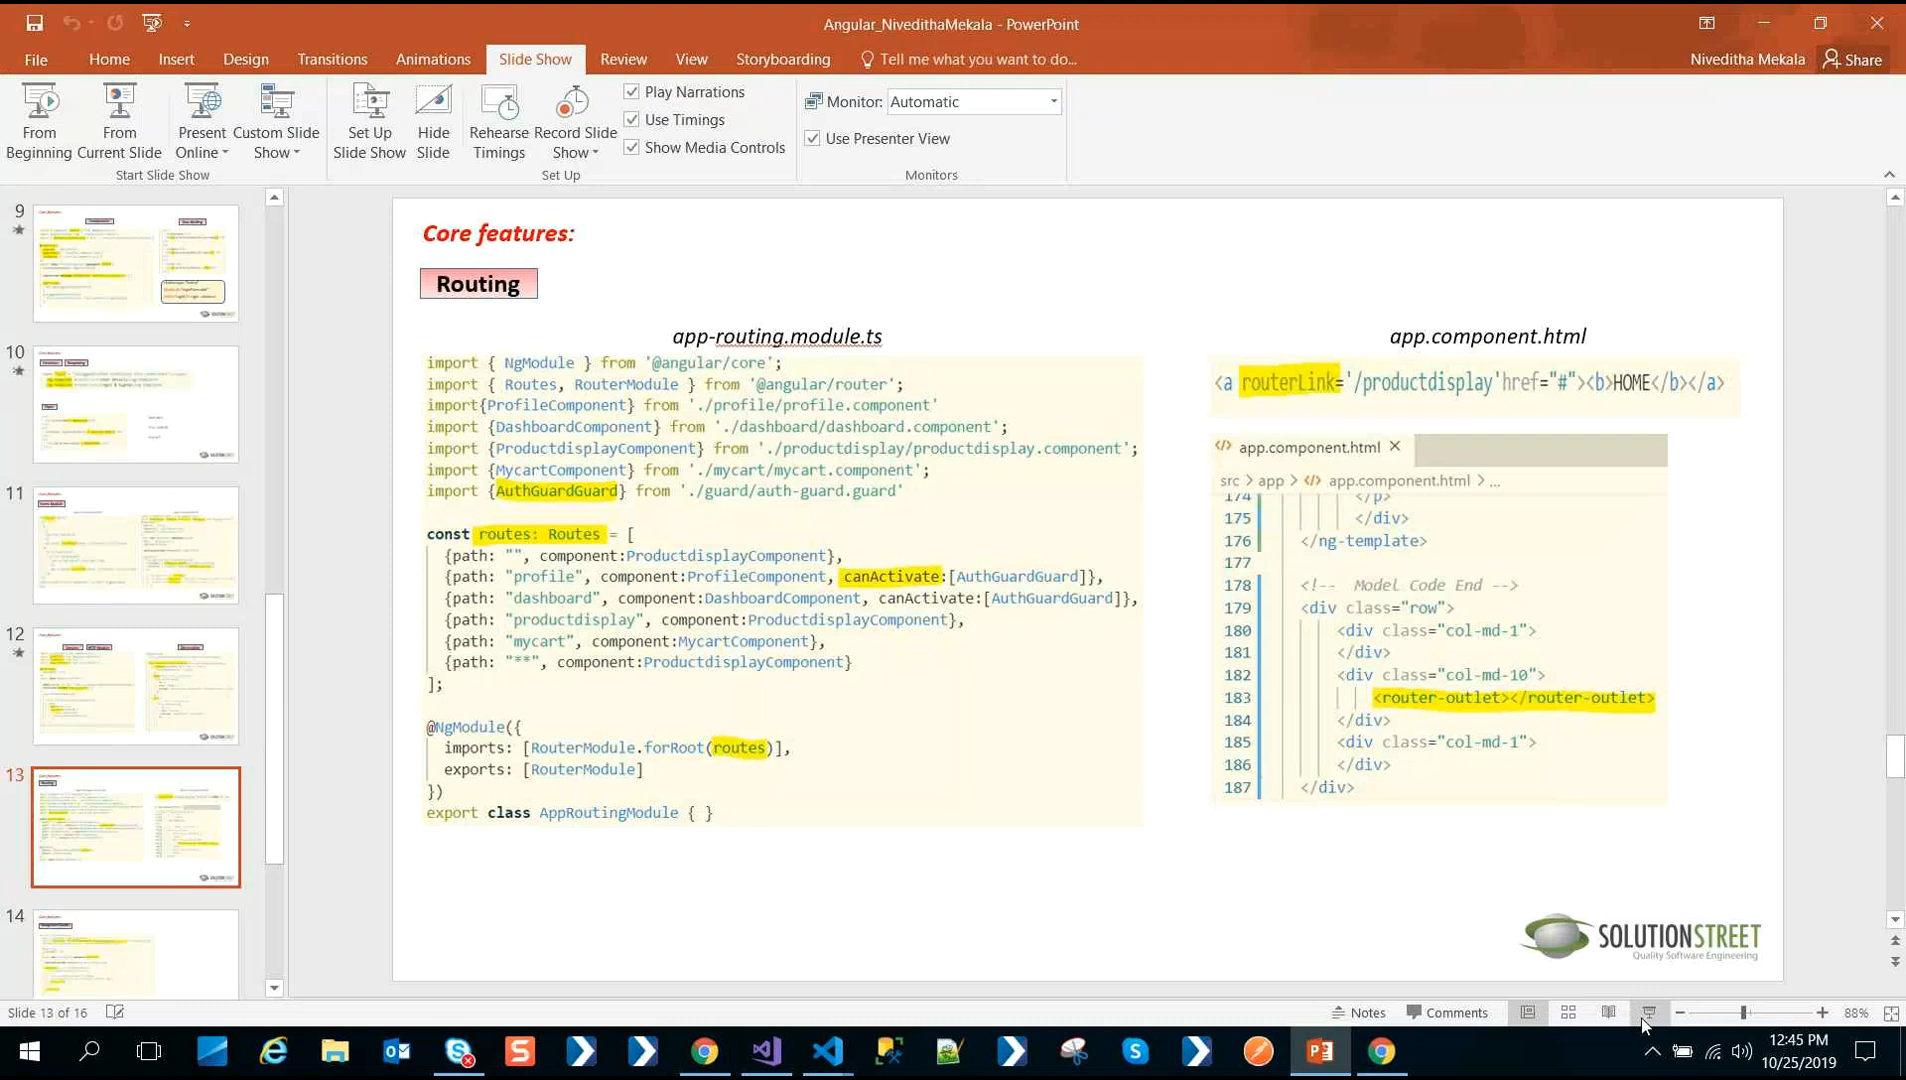 Angular_NivedithaMekala - PowerPoint
File Home Insert Design Transitions Animations Slide Show Review View Storyboarding Tell me what you want to do... Niveditha Mekala Share
From Beginning
From Current Slide
Present Online
Custom Slide Show
Start Slide Show
Set Up Slide Show
Hide Slide
Rehearse Timings
Record Slide Show
Play Narrations
Use Timings
Show Media Controls
Set Up
Monitor: Automatic
Use Presenter View
Monitors
9
10
11
12
13
14
Core features:
Routing
app-routing.module.ts
import { NgModule } from '@angular/core';
import { Routes, RouterModule } from '@angular/router';
import{ProfileComponent} from './profile/profile.component'
import {DashboardComponent} from './dashboard/dashboard.component';
import {ProductdisplayComponent} from './productdisplay/productdisplay.component';
import {MycartComponent} from './mycart/mycart.component';
import {AuthGuardGuard} from './guard/auth-guard.guard'
const routes: Routes = [
{path: "", component:ProductdisplayComponent},
{path: "profile", component:ProfileComponent, canActivate:[AuthGuardGuard]},
{path: "dashboard", component:DashboardComponent, canActivate:[AuthGuardGuard]},
{path: "productdisplay", component:ProductdisplayComponent},
{path: "mycart", component:MycartComponent},
{path: "**", component:ProductdisplayComponent}
];
@NgModule({
imports: [RouterModule.forRoot(routes)],
exports: [RouterModule]
})
export class AppRoutingModule { }
app.component.html
<a routerLink='/productdisplay'href="#"><b>HOME</b></a>
app.component.html ×
src > app > app.component.html > ...
174 </p>
175 </div>
176 </ng-template>
177
178 <!-- Model Code End -->
179 <div class="row">
180 <div class="col-md-1">
181 </div>
182 <div class="col-md-10">
183 <router-outlet></router-outlet>
184 </div>
185 <div class="col-md-1">
186 </div>
187 </div>
SOLUTIONSTREET
Quality Software Engineering
Slide 13 of 16 Notes Comments 88%
12:45 PM
10/25/2019